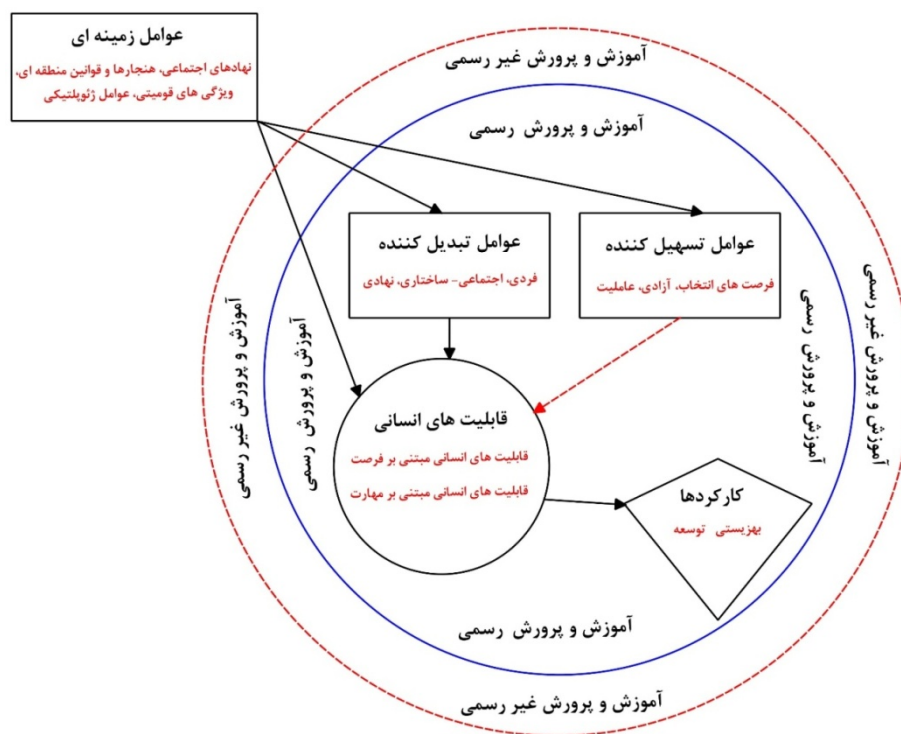 عوامل زمینه ای
نهادهای اجتماعی، هنجارها و قوانین منطقه ای،
ویژگی های قومیتی، عوامل ژئوپلتیکی
آموزش و پرورش غیر رسمی
آموزش و پرورش رسمی
عوامل تسهیل کننده
فرصت های انتخاب، آزادی، عاملیت
عوامل تبدیل کننده
فردی، اجتماعی- ساختاری، نهادی
آموزش و پرورش غیر رسمی
آموزش و پرورش رسمی
آموزش و پرورش رسمی
آموزش و پرورش غیر رسمی
قابلیت های انسانی
قابلیت های انسانی مبتنی بر فرصت
قابلیت های انسانی مبتنی بر مهارت
کارکردها
بهزیستی توسعه
آموزش و پرورش رسمی
آموزش و پرورش غیر رسمی